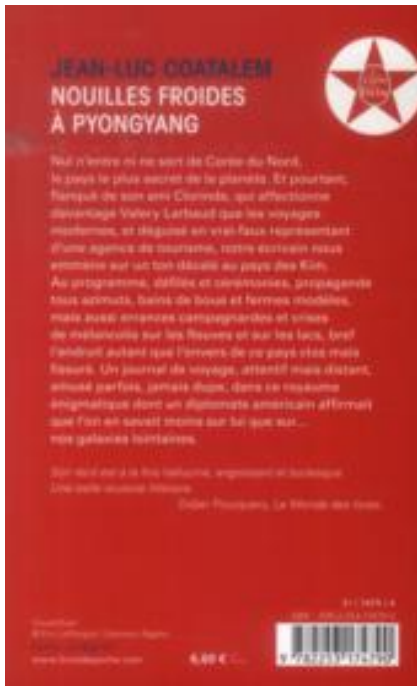 JEAN-LUC COATALEM
NOUILLES FROIDES
À PYONGYANG
Nul n'entre ni ne sort de Corée du Nord,
le pays le plus secret de la planète. Et pourtant,
flanqué de son ami Clorinde, qui affectionne
davantage Valery Larbaud que les voyages
modernes, et déguisé en vrai-faux représentant
d'une agence de tourisme, notre écrivain nous
emmène sur un ton décalé au pays des Kim.
Au programme, défilés et cérémonies, propagande
tous azimuts, bains de boue et fermes modèles,
mais aussi errances campagnardes et crises
de mélancolie sur les fleuves et sur les lacs, bref
l'endroit autant que l'envers de ce pays clos mais
fissuré. Un journal de voyage, attentif mais distant,
amusé parfois, jamais dupe, dans ce royaume
énigmatique dont un diplomate américain affirmait
que l'on en savait moins sur lui que sur...
nos galaxies lointaines.
Son récit est à la fois
Une belle réussite littéraire.
Le Monde des livres.
6,60 €